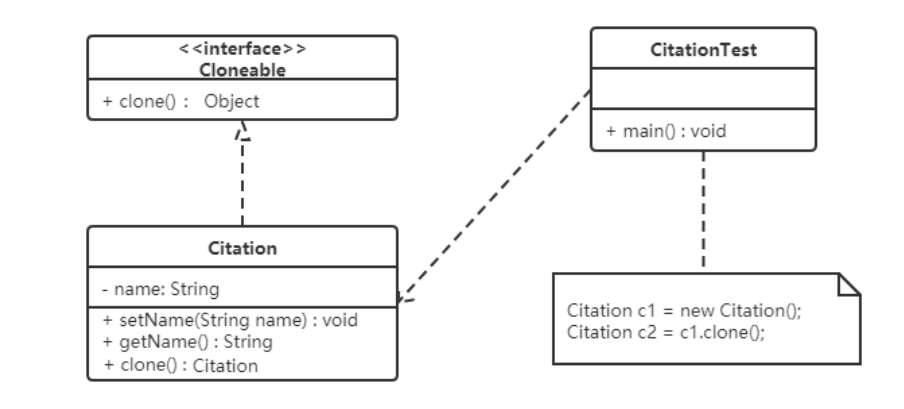 <<interface>>
Cloneable
+ clone() : Object
CitationTest
+ main() : void
Citation
- name: String
+ setName(String name) : void
+ getName() : String
+ clone() : Citation
Citation c1 = new Citation();
Citation c2 = c1.clone();